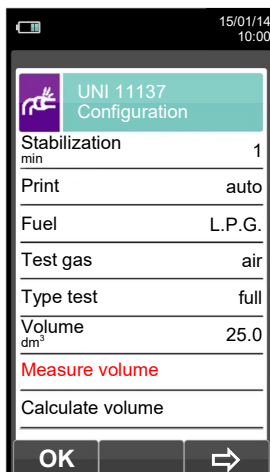 15/01/14
10:00
UNI 11137
Configuration
Stabilization 1
min
Print auto
Fuel L.P.G.
Test gas air
Type test full
Volume 25.0
dm³
Measure volume
Calculate volume
OK